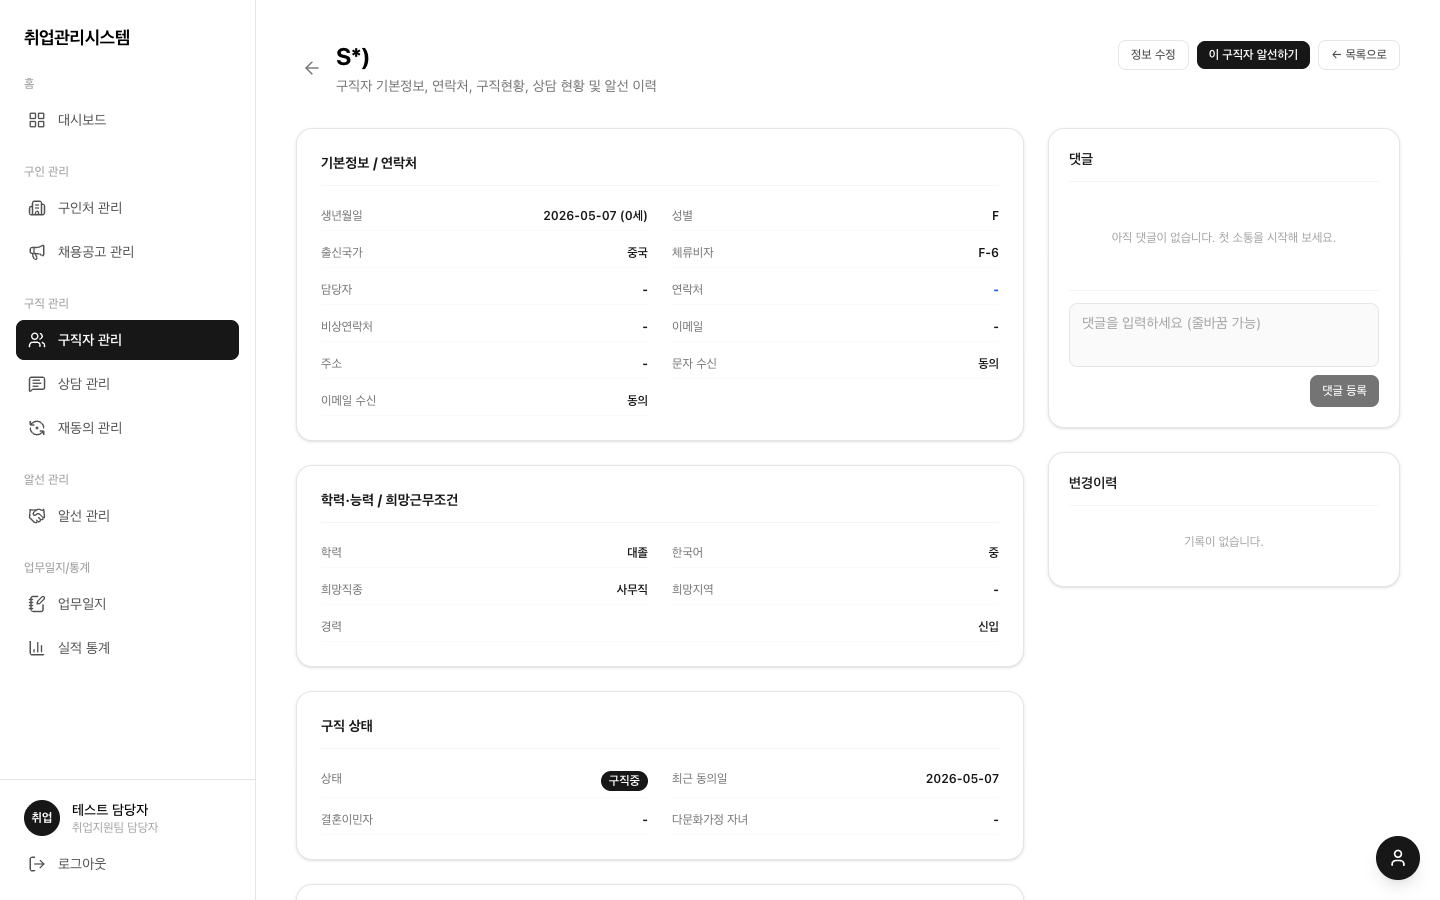 취업관리시스템
홈
대시보드
구인 관리
구인처 관리
채용공고 관리
구직 관리
구직자 관리
상담 관리
재동의 관리
알선 관리
알선 관리
업무일지/통계
업무일지
실적 통계
취업
테스트 담당자
취업지원팀 담당자
로그아웃
S*)
구직자 기본정보, 연락처, 구직현황, 상담 현황 및 알선 이력
정보 수정
이 구직자 알선하기
← 목록으로
기본정보 / 연락처
생년월일 2026-05-07 (0세) 성별 F
출신국가 중국 체류비자 F-6
담당자 - 연락처 -
비상연락처 - 이메일 -
주소 - 문자 수신 동의
이메일 수신 동의
학력·능력 / 희망근무조건
학력 대졸 한국어 중
희망직종 사무직 희망지역 -
경력 신입
구직 상태
상태 구직중 최근 동의일 2026-05-07
결혼이민자 - 다문화가정 자녀 -
댓글
아직 댓글이 없습니다. 첫 소통을 시작해 보세요.
댓글을 입력하세요 (줄바꿈 가능)
댓글 등록
변경이력
기록이 없습니다.